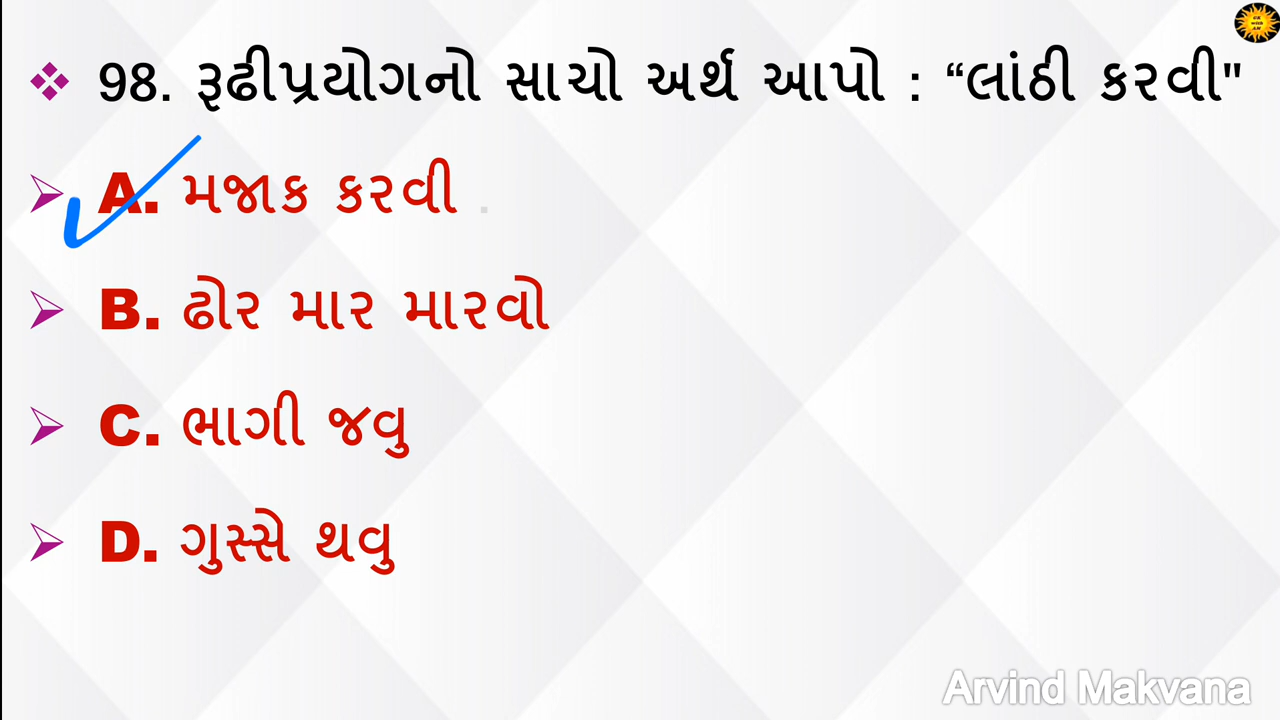 ❖ 98. રૂઢીપ્રયોગનો સાચો અર્થ આપો : “લાંઠી કરવી"
➢ A. મજાક કરવી .
➢ B. ઢોર માર મારવો
➢ C. ભાગી જવુ
➢ D. ગુસ્સે થવુ
Arvind Makvana